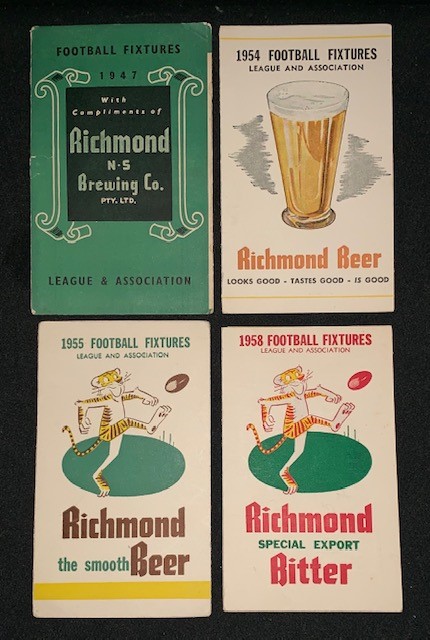 FOOTBALL FIXTURES
1947
With
Compliments of
Richmond
N·S
Brewing Co.
PTY. LTD.
LEAGUE & ASSOCIATION
1954 FOOTBALL FIXTURES
LEAGUE AND ASSOCIATION
Richmond Beer
LOOKS GOOD - TASTES GOOD - IS GOOD
1955 FOOTBALL FIXTURES
LEAGUE AND ASSOCIATION
Richmond
the smooth Beer
1958 FOOTBALL FIXTURES
LEAGUE AND ASSOCIATION
Richmond
SPECIAL EXPORT
Bitter